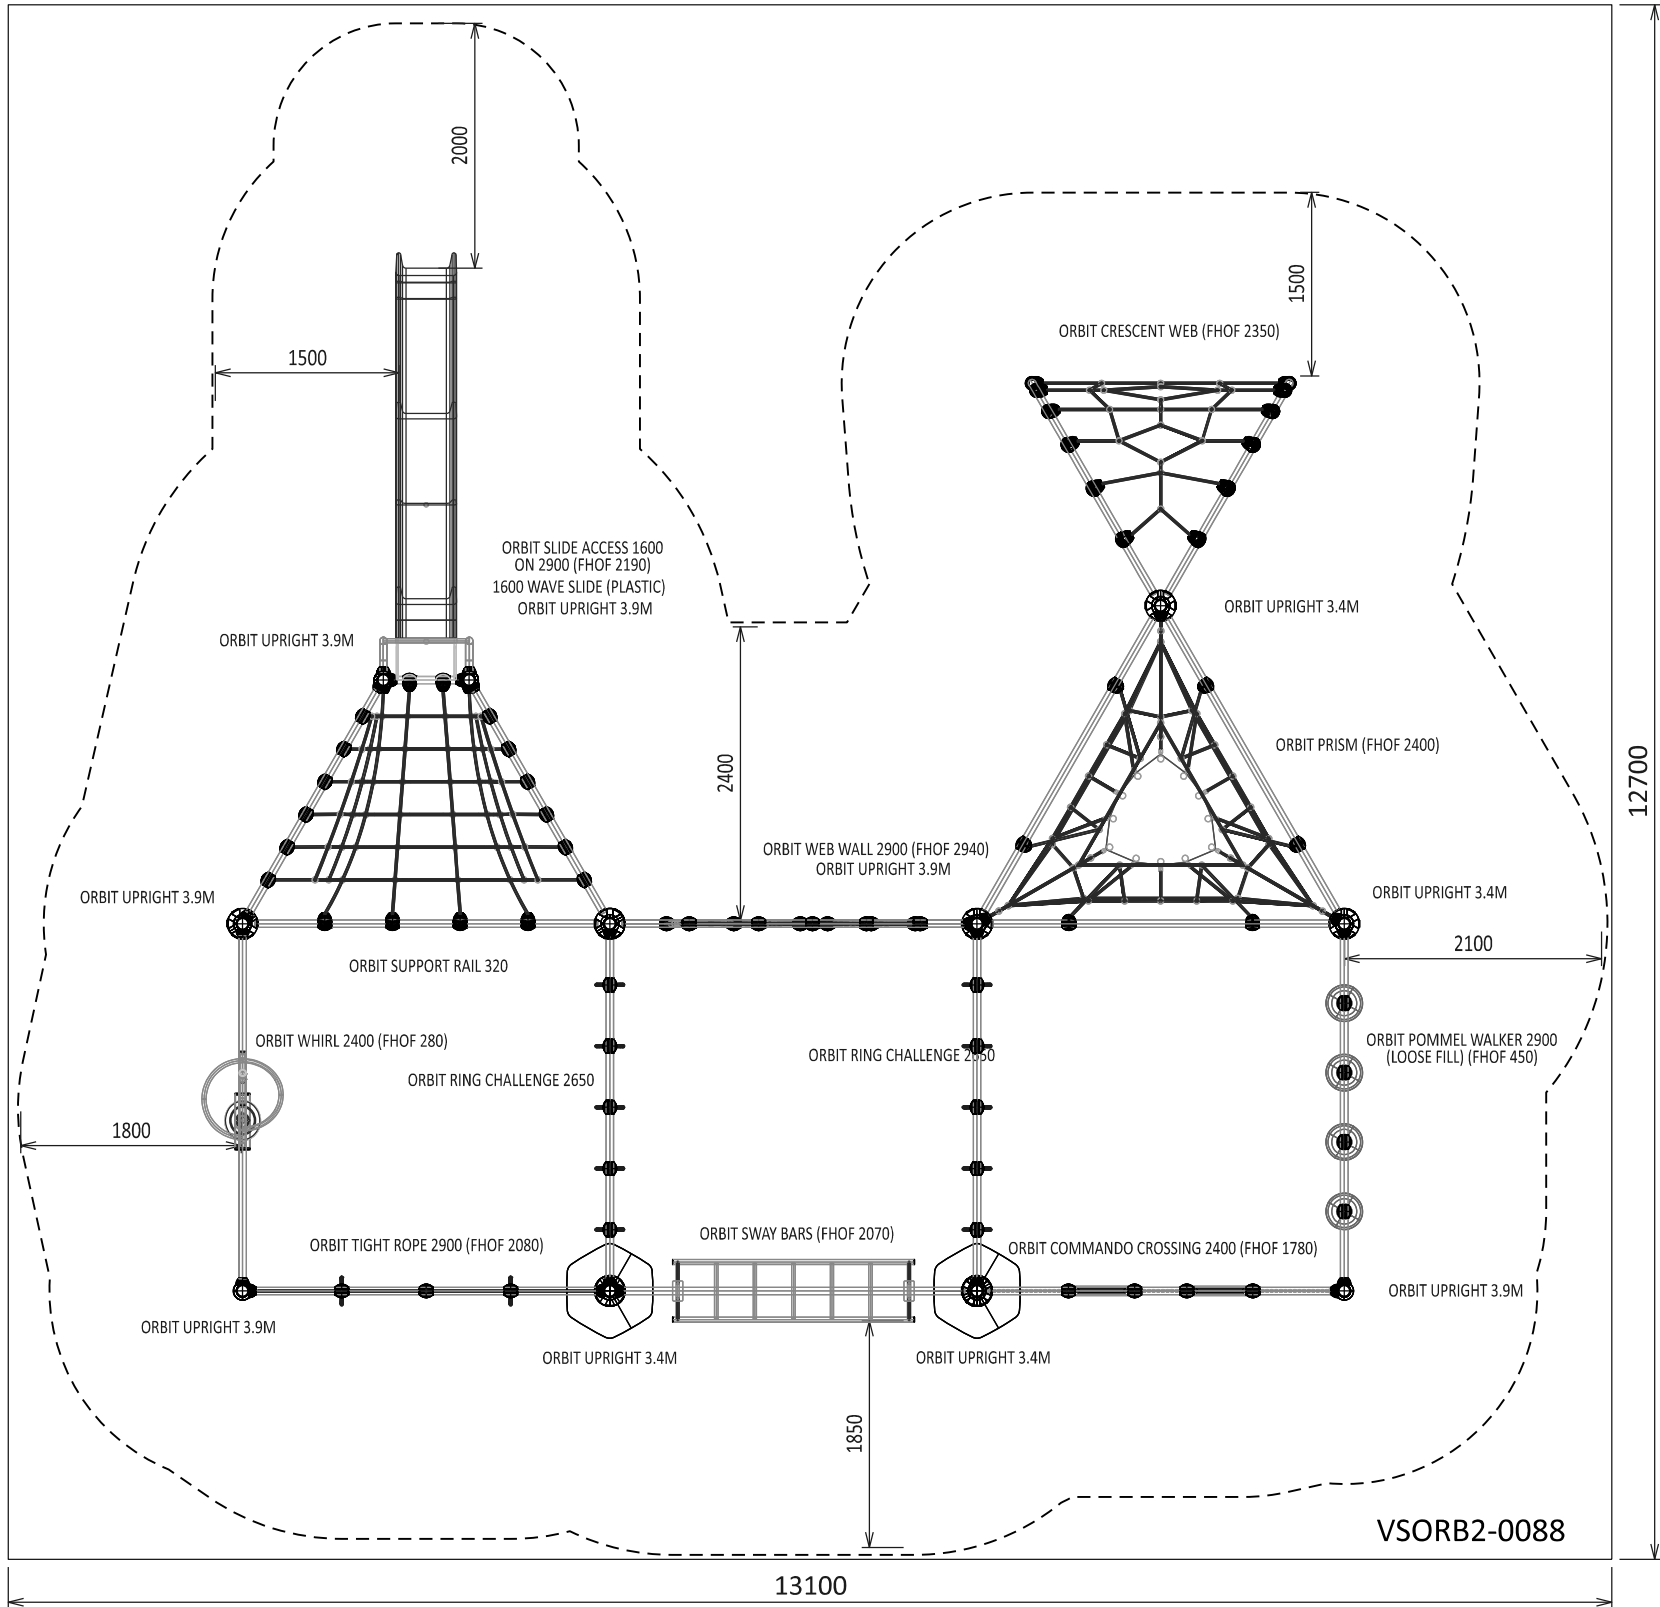 2000
1500
ORBIT CRESCENT WEB (FHOF 2350)
1500
ORBIT SLIDE ACCESS 1600
ON 2900 (FHOF 2190)
1600 WAVE SLIDE (PLASTIC)
ORBIT UPRIGHT 3.9M
ORBIT UPRIGHT 3.4M
ORBIT UPRIGHT 3.9M
ORBIT PRISM (FHOF 2400)
2400
12700
ORBIT WEB WALL 2900 (FHOF 2940)
ORBIT UPRIGHT 3.9M
ORBIT UPRIGHT 3.9M
ORBIT UPRIGHT 3.4M
2100
ORBIT SUPPORT RAIL 320
ORBIT WHIRL 2400 (FHOF 280)
ORBIT RING CHALLENGE 2650
ORBIT RING CHALLENGE 2650
ORBIT POMMEL WALKER 2900
(LOOSE FILL) (FHOF 450)
1800
ORBIT TIGHT ROPE 2900 (FHOF 2080)
ORBIT SWAY BARS (FHOF 2070)
ORBIT COMMANDO CROSSING 2400 (FHOF 1780)
ORBIT UPRIGHT 3.9M
ORBIT UPRIGHT 3.9M
ORBIT UPRIGHT 3.4M
ORBIT UPRIGHT 3.4M
1850
VSORB2-0088
13100